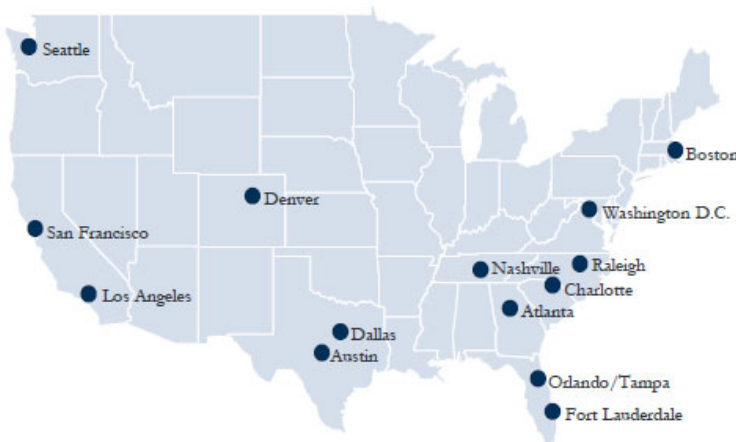 Seattle
Boston
Denver
Washington D.C.
San Francisco
Raleigh
Nashville
Charlotte
Los Angeles
Atlanta
Dallas
Austin
Orlando/Tampa
Fort Lauderdale